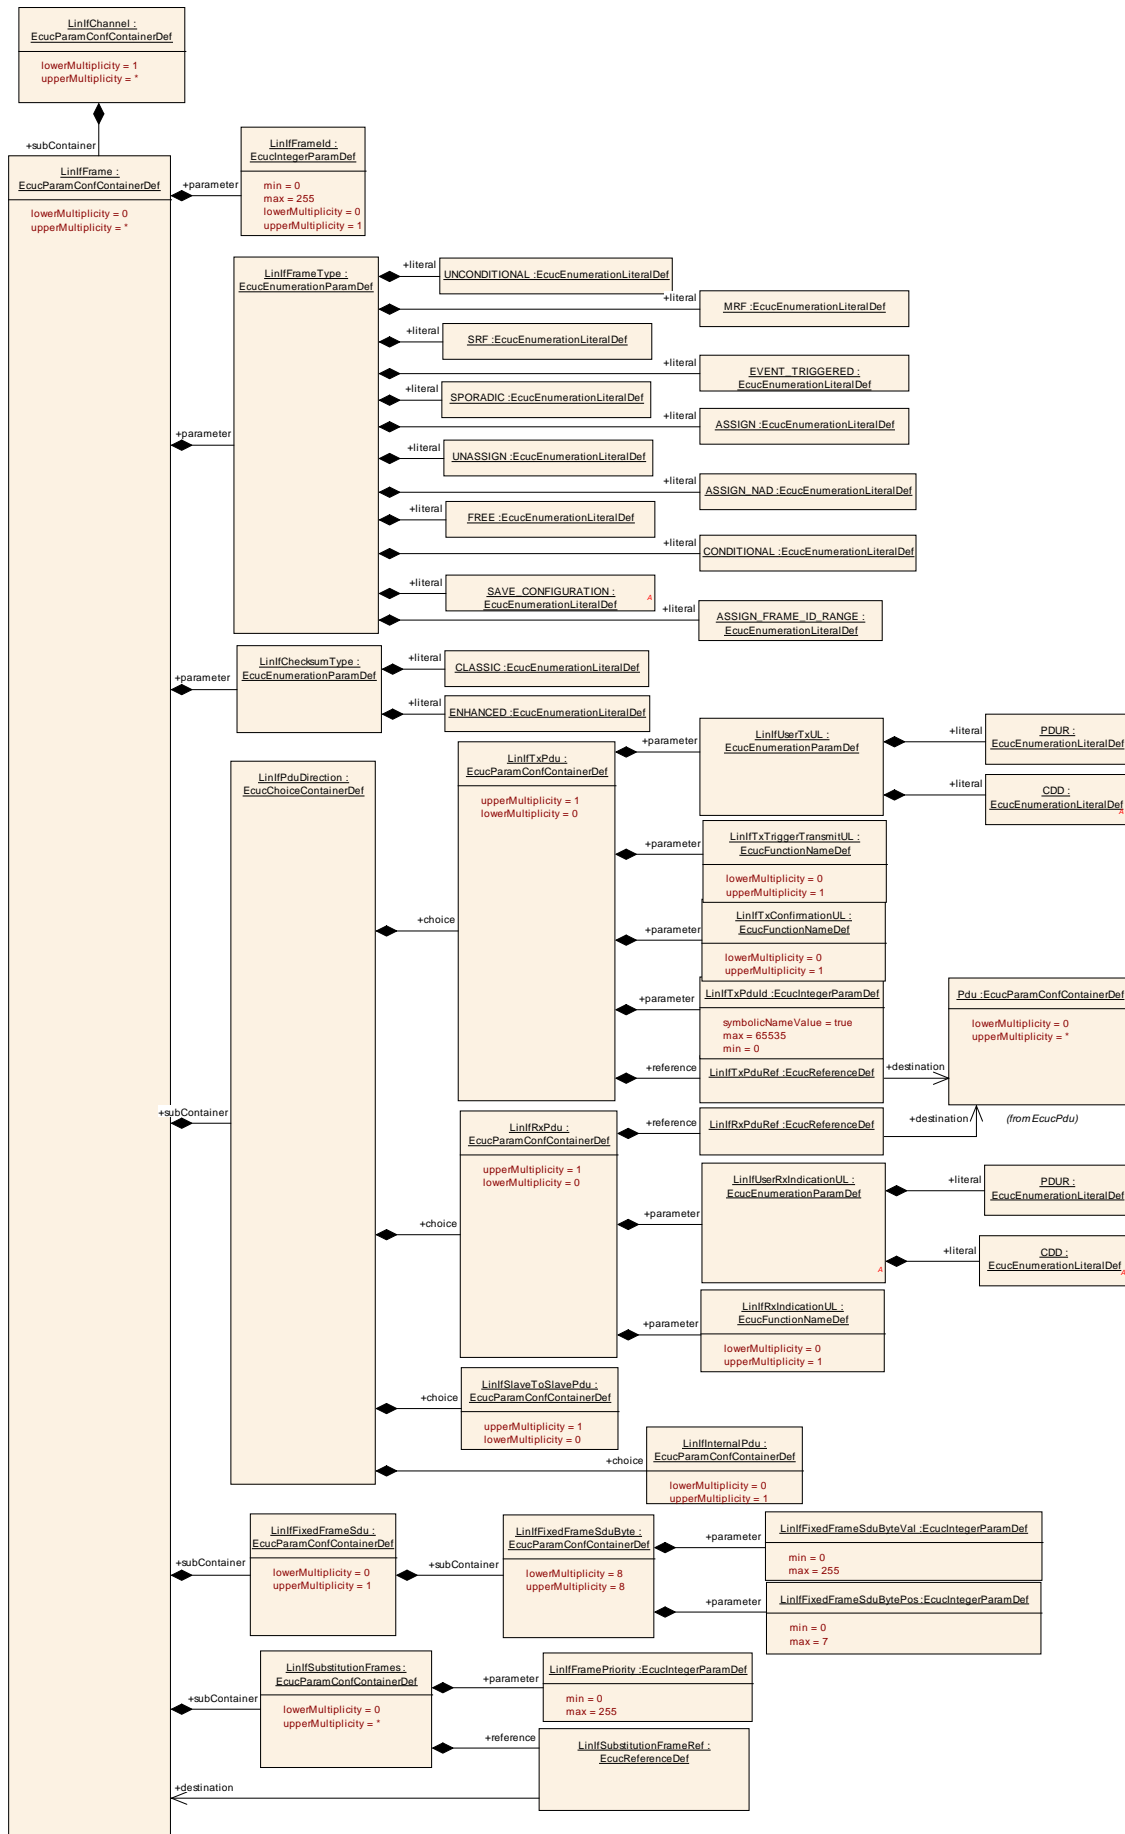 LinIfChannel :
EcucParamConfContainerDef
lowerMultiplicity = 1
upperMultiplicity = *
+subContainer
LinIfFrame :
EcucParamConfContainerDef
lowerMultiplicity = 0
upperMultiplicity = *
+parameter
LinIfFrameId :
EcucIntegerParamDef
min = 0
max = 255
lowerMultiplicity = 0
upperMultiplicity = 1
+parameter
LinIfFrameType :
EcucEnumerationParamDef
+literal
UNCONDITIONAL :EcucEnumerationLiteralDef
+literal
MRF :EcucEnumerationLiteralDef
+literal
SRF :EcucEnumerationLiteralDef
+literal
EVENT_TRIGGERED :
EcucEnumerationLiteralDef
+literal
SPORADIC :EcucEnumerationLiteralDef
+literal
ASSIGN :EcucEnumerationLiteralDef
+literal
UNASSIGN :EcucEnumerationLiteralDef
+literal
ASSIGN_NAD :EcucEnumerationLiteralDef
+literal
FREE :EcucEnumerationLiteralDef
+literal
CONDITIONAL :EcucEnumerationLiteralDef
+literal
SAVE_CONFIGURATION :
EcucEnumerationLiteralDef
A
+literal
ASSIGN_FRAME_ID_RANGE :
EcucEnumerationLiteralDef
+parameter
LinIfChecksumType :
EcucEnumerationParamDef
+literal
CLASSIC :EcucEnumerationLiteralDef
+literal
ENHANCED :EcucEnumerationLiteralDef
+subContainer
LinIfPduDirection :
EcucChoiceContainerDef
+choice
LinIfTxPdu :
EcucParamConfContainerDef
upperMultiplicity = 1
lowerMultiplicity = 0
+parameter
LinIfUserTxUL :
EcucEnumerationParamDef
+literal
PDUR :
EcucEnumerationLiteralDef
+literal
CDD :
EcucEnumerationLiteralDef
A
+parameter
LinIfTxTriggerTransmitUL :
EcucFunctionNameDef
lowerMultiplicity = 0
upperMultiplicity = 1
+parameter
LinIfTxConfirmationUL :
EcucFunctionNameDef
lowerMultiplicity = 0
upperMultiplicity = 1
+parameter
LinIfTxPduId :EcucIntegerParamDef
symbolicNameValue = true
max = 65535
min = 0
+reference
LinIfTxPduRef :EcucReferenceDef
+destination
Pdu :EcucParamConfContainerDef
lowerMultiplicity = 0
upperMultiplicity = *
(from EcucPdu)
+choice
LinIfRxPdu :
EcucParamConfContainerDef
upperMultiplicity = 1
lowerMultiplicity = 0
+reference
LinIfRxPduRef :EcucReferenceDef
+destination
+parameter
LinIfUserRxIndicationUL :
EcucEnumerationParamDef
A
+literal
PDUR :
EcucEnumerationLiteralDef
+literal
CDD :
EcucEnumerationLiteralDef
A
+parameter
LinIfRxIndicationUL :
EcucFunctionNameDef
lowerMultiplicity = 0
upperMultiplicity = 1
+choice
LinIfSlaveToSlavePdu :
EcucParamConfContainerDef
upperMultiplicity = 1
lowerMultiplicity = 0
+choice
LinIfInternalPdu :
EcucParamConfContainerDef
lowerMultiplicity = 0
upperMultiplicity = 1
+subContainer
LinIfFixedFrameSdu :
EcucParamConfContainerDef
lowerMultiplicity = 0
upperMultiplicity = 1
+subContainer
LinIfFixedFrameSduByte :
EcucParamConfContainerDef
lowerMultiplicity = 8
upperMultiplicity = 8
+parameter
LinIfFixedFrameSduByteVal :EcucIntegerParamDef
min = 0
max = 255
+parameter
LinIfFixedFrameSduBytePos :EcucIntegerParamDef
min = 0
max = 7
+subContainer
LinIfSubstitutionFrames :
EcucParamConfContainerDef
lowerMultiplicity = 0
upperMultiplicity = *
+parameter
LinIfFramePriority :EcucIntegerParamDef
min = 0
max = 255
+reference
LinIfSubstitutionFrameRef :
EcucReferenceDef
+destination